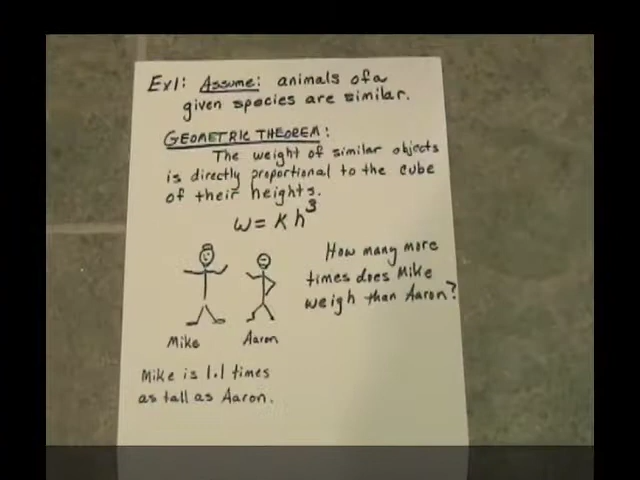 Ex1: Assume: animals of a
given species are similar.
GEOMETRIC THEOREM:
The weight of similar objects
is directly proportional to the cube
of their heights.
w = k h³
How many more
times does Mike
weigh than Aaron?
Mike
Aaron
Mike is 1.1 times
as tall as Aaron.